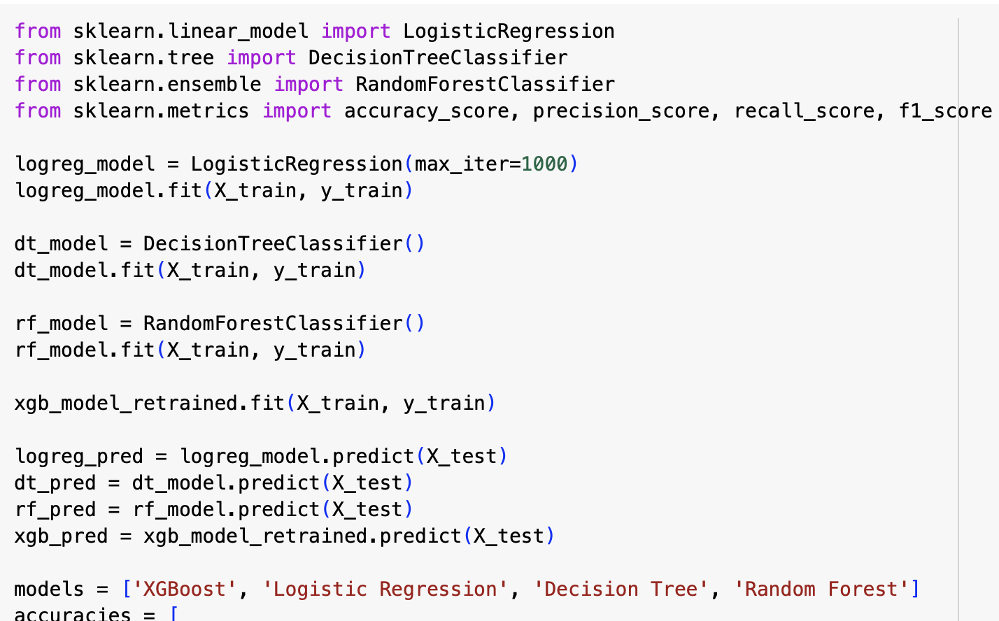 from sklearn.linear_model import LogisticRegression
from sklearn.tree import DecisionTreeClassifier
from sklearn.ensemble import RandomForestClassifier
from sklearn.metrics import accuracy_score, precision_score, recall_score, f1_score
logreg_model = LogisticRegression(max_iter=1000)
logreg_model.fit(X_train, y_train)
dt_model = DecisionTreeClassifier()
dt_model.fit(X_train, y_train)
rf_model = RandomForestClassifier()
rf_model.fit(X_train, y_train)
xgb_model_retrained.fit(X_train, y_train)
logreg_pred = logreg_model.predict(X_test)
dt_pred = dt_model.predict(X_test)
rf_pred = rf_model.predict(X_test)
xgb_pred = xgb_model_retrained.predict(X_test)
models = ['XGBoost', 'Logistic Regression', 'Decision Tree', 'Random Forest']
accuracies = [